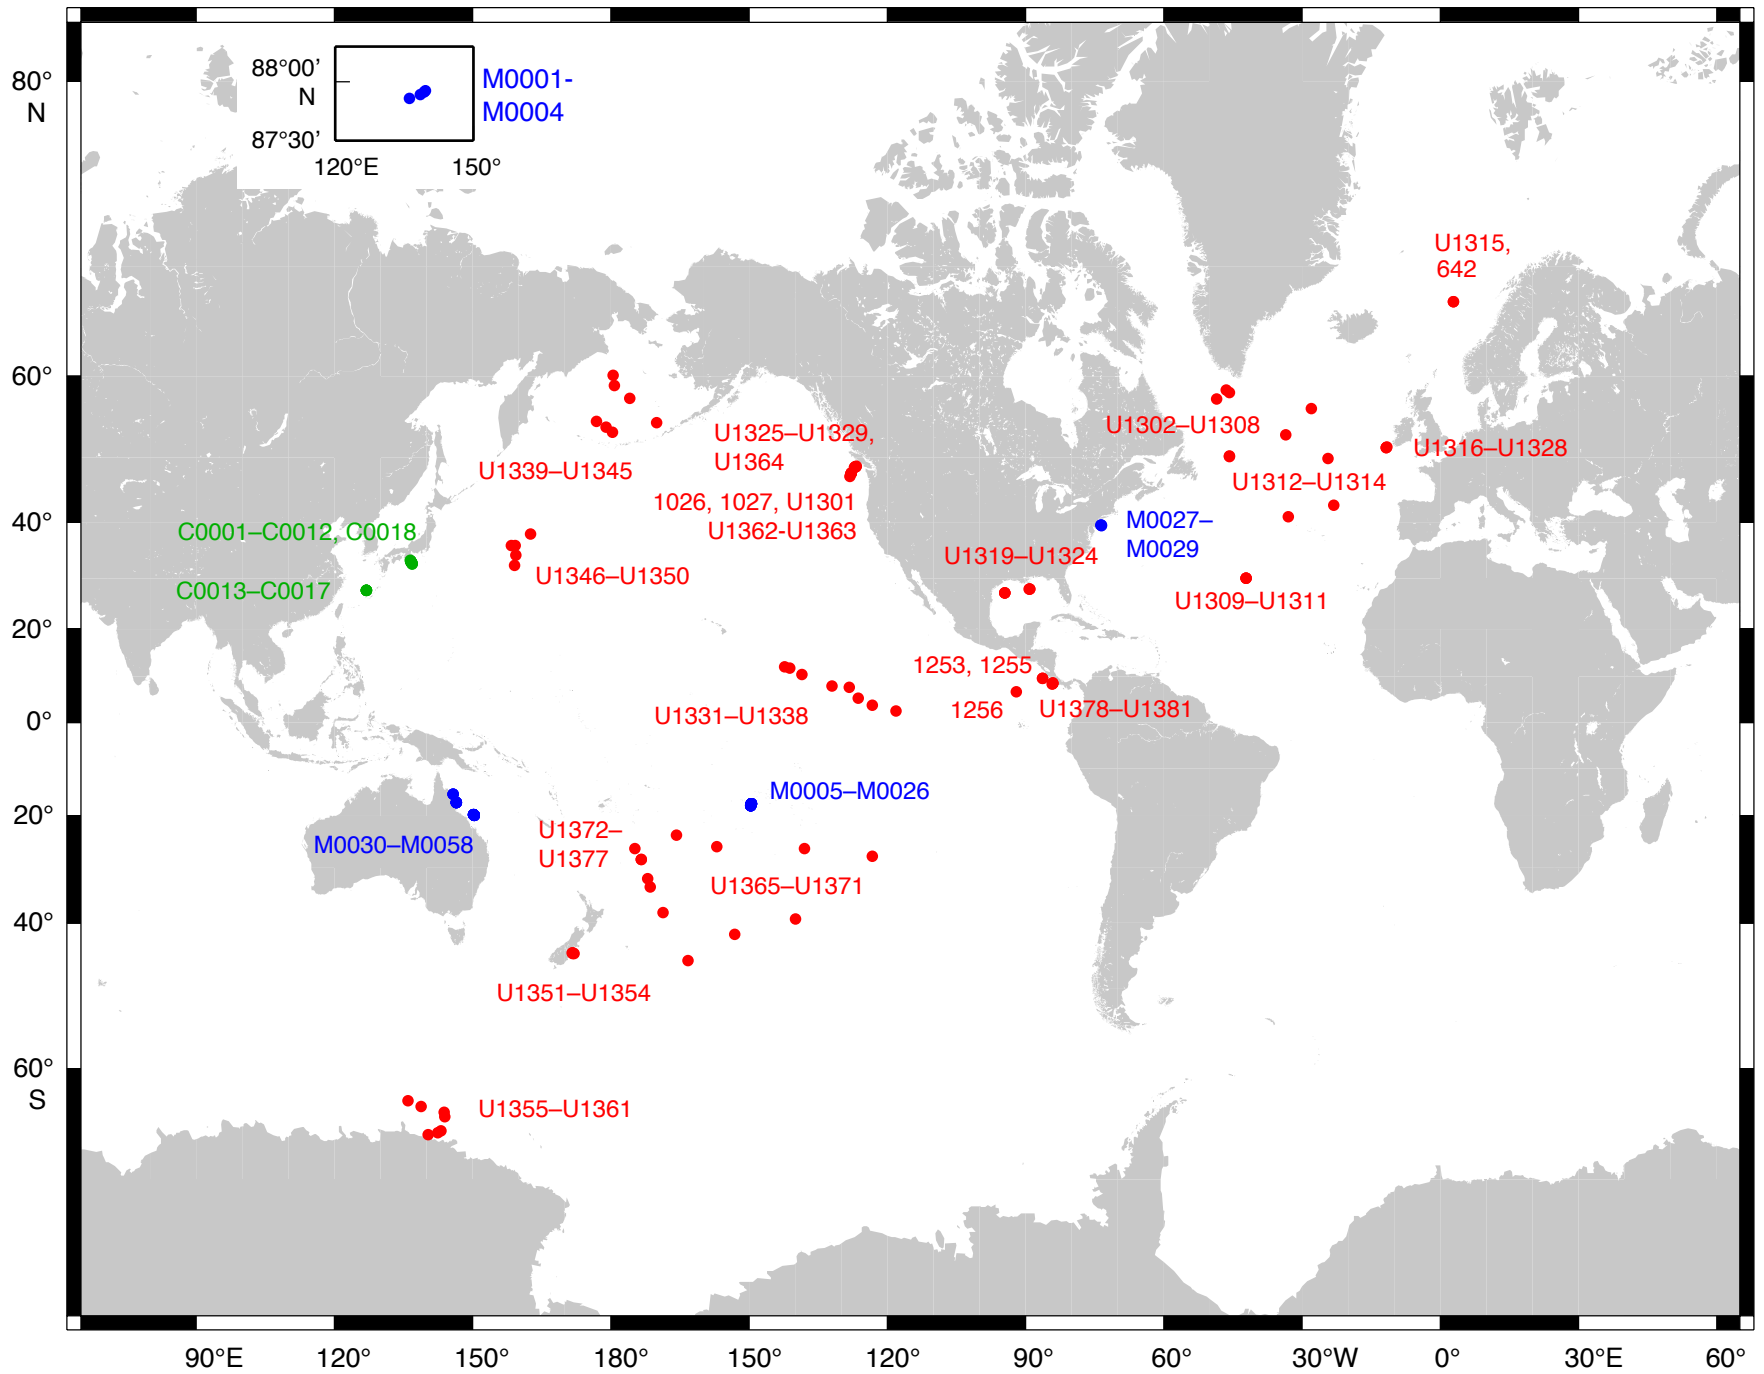 88°00'
N
87°30'
120°E 150°
M0001-
M0004
80°
N
60°
40°
20°
0°
20°
40°
60°
S
U1315,
642
U1302–U1308
U1316–U1328
U1312–U1314
U1325–U1329,
U1364
U1339–U1345
1026, 1027, U1301
U1362-U1363
C0001–C0012, C0018
C0013–C0017
M0027–
M0029
U1319–U1324
U1346–U1350
U1309–U1311
1253, 1255
1256
U1378–U1381
U1331–U1338
M0005–M0026
M0030–M0058
U1372–
U1377
U1365–U1371
U1351–U1354
U1355–U1361
90°E 120° 150° 180° 150° 120° 90° 60° 30°W 0° 30°E 60°